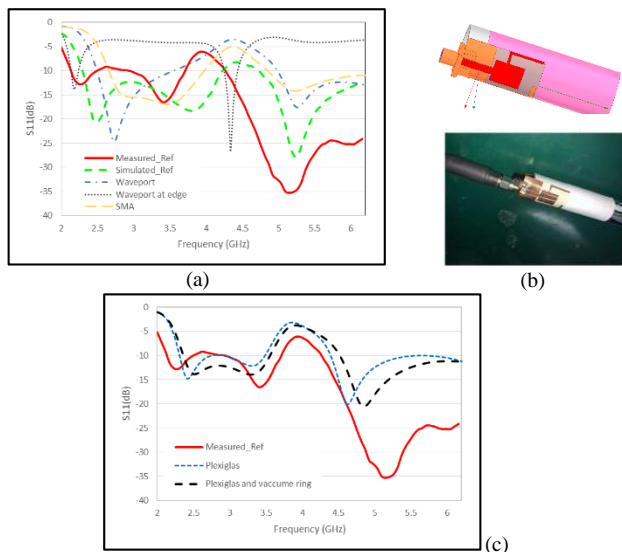 (a)
0
-5
-10
-15
-20
-25
-30
-35
-40
S11(dB)
Measured_Ref
Simulated_Ref
Waveport
Waveport at edge
SMA
2 2.5 3 3.5 4 4.5 5 5.5 6
Frequency (GHz)
(a)
(b)
(b)
0
-5
-10
-15
-20
-25
-30
-35
-40
S11(dB)
Measured_Ref
Plexiglas
Plexiglas and vaccume ring
2 2.5 3 3.5 4 4.5 5 5.5 6
Frequency (GHz)
(c)
(c)